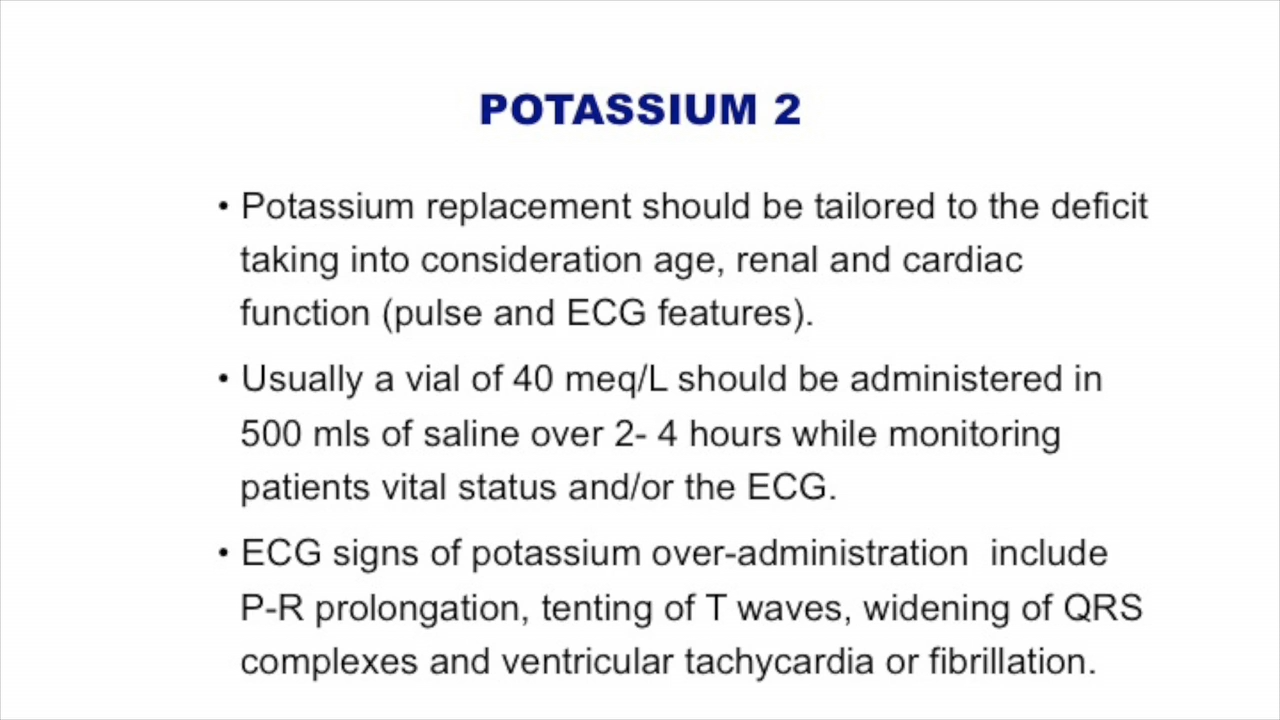 POTASSIUM 2
• Potassium replacement should be tailored to the deficit
taking into consideration age, renal and cardiac
function (pulse and ECG features).
• Usually a vial of 40 meq/L should be administered in
500 mls of saline over 2- 4 hours while monitoring
patients vital status and/or the ECG.
• ECG signs of potassium over-administration  include
P-R prolongation, tenting of T waves, widening of QRS
complexes and ventricular tachycardia or fibrillation.